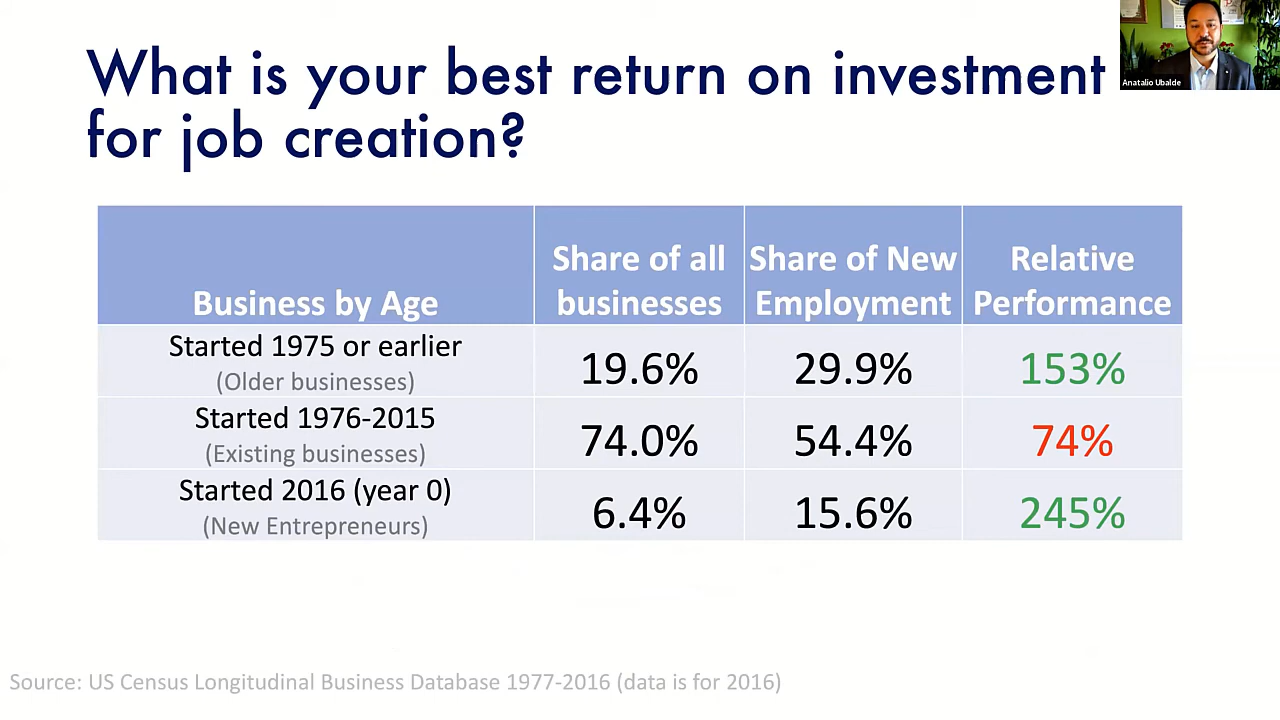 What is your best return on investment
for job creation?
Anatalio Ubalde
Business by Age
Share of all
businesses
Share of New
Employment
Relative
Performance
Started 1975 or earlier
(Older businesses)
19.6%
29.9%
153%
Started 1976-2015
(Existing businesses)
74.0%
54.4%
74%
Started 2016 (year 0)
(New Entrepreneurs)
6.4%
15.6%
245%
Source: US Census Longitudinal Business Database 1977-2016 (data is for 2016)